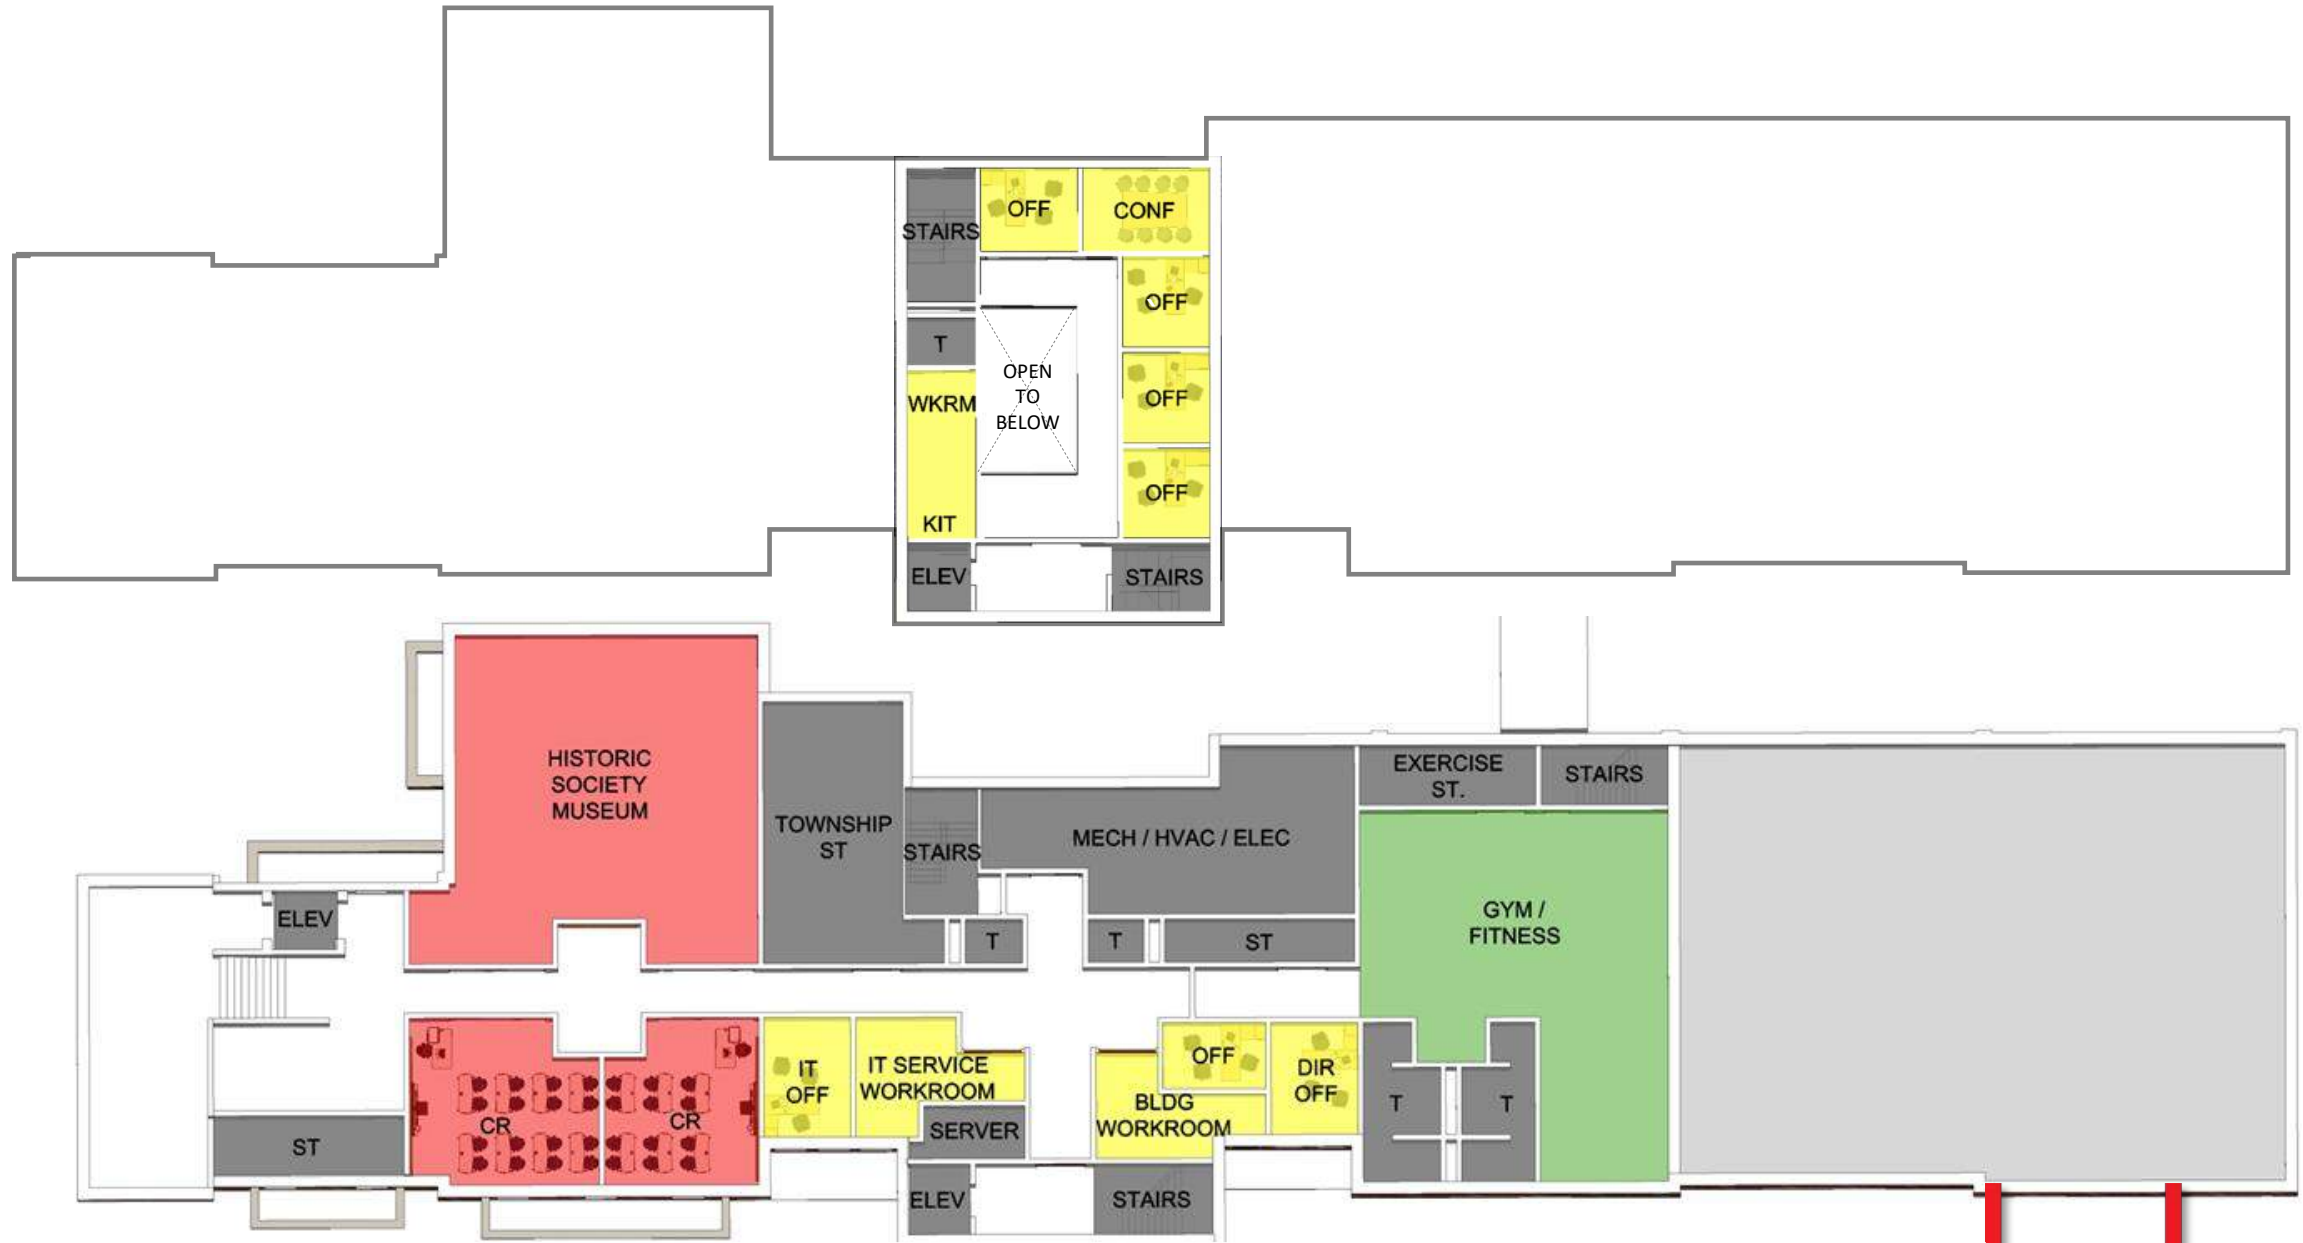 OFF
CONF
STAIRS
OFF
T
OPEN
TO
BELOW
WKRM
OFF
OFF
KIT
ELEV
STAIRS
HISTORIC
SOCIETY
MUSEUM
TOWNSHIP
ST
STAIRS
MECH / HVAC / ELEC
EXERCISE
ST.
STAIRS
GYM /
FITNESS
ELEV
T
T
ST
CR
CR
IT
OFF
IT SERVICE
WORKROOM
SERVER
OFF
BLDG
WORKROOM
DIR
OFF
T
T
ST
ELEV
STAIRS